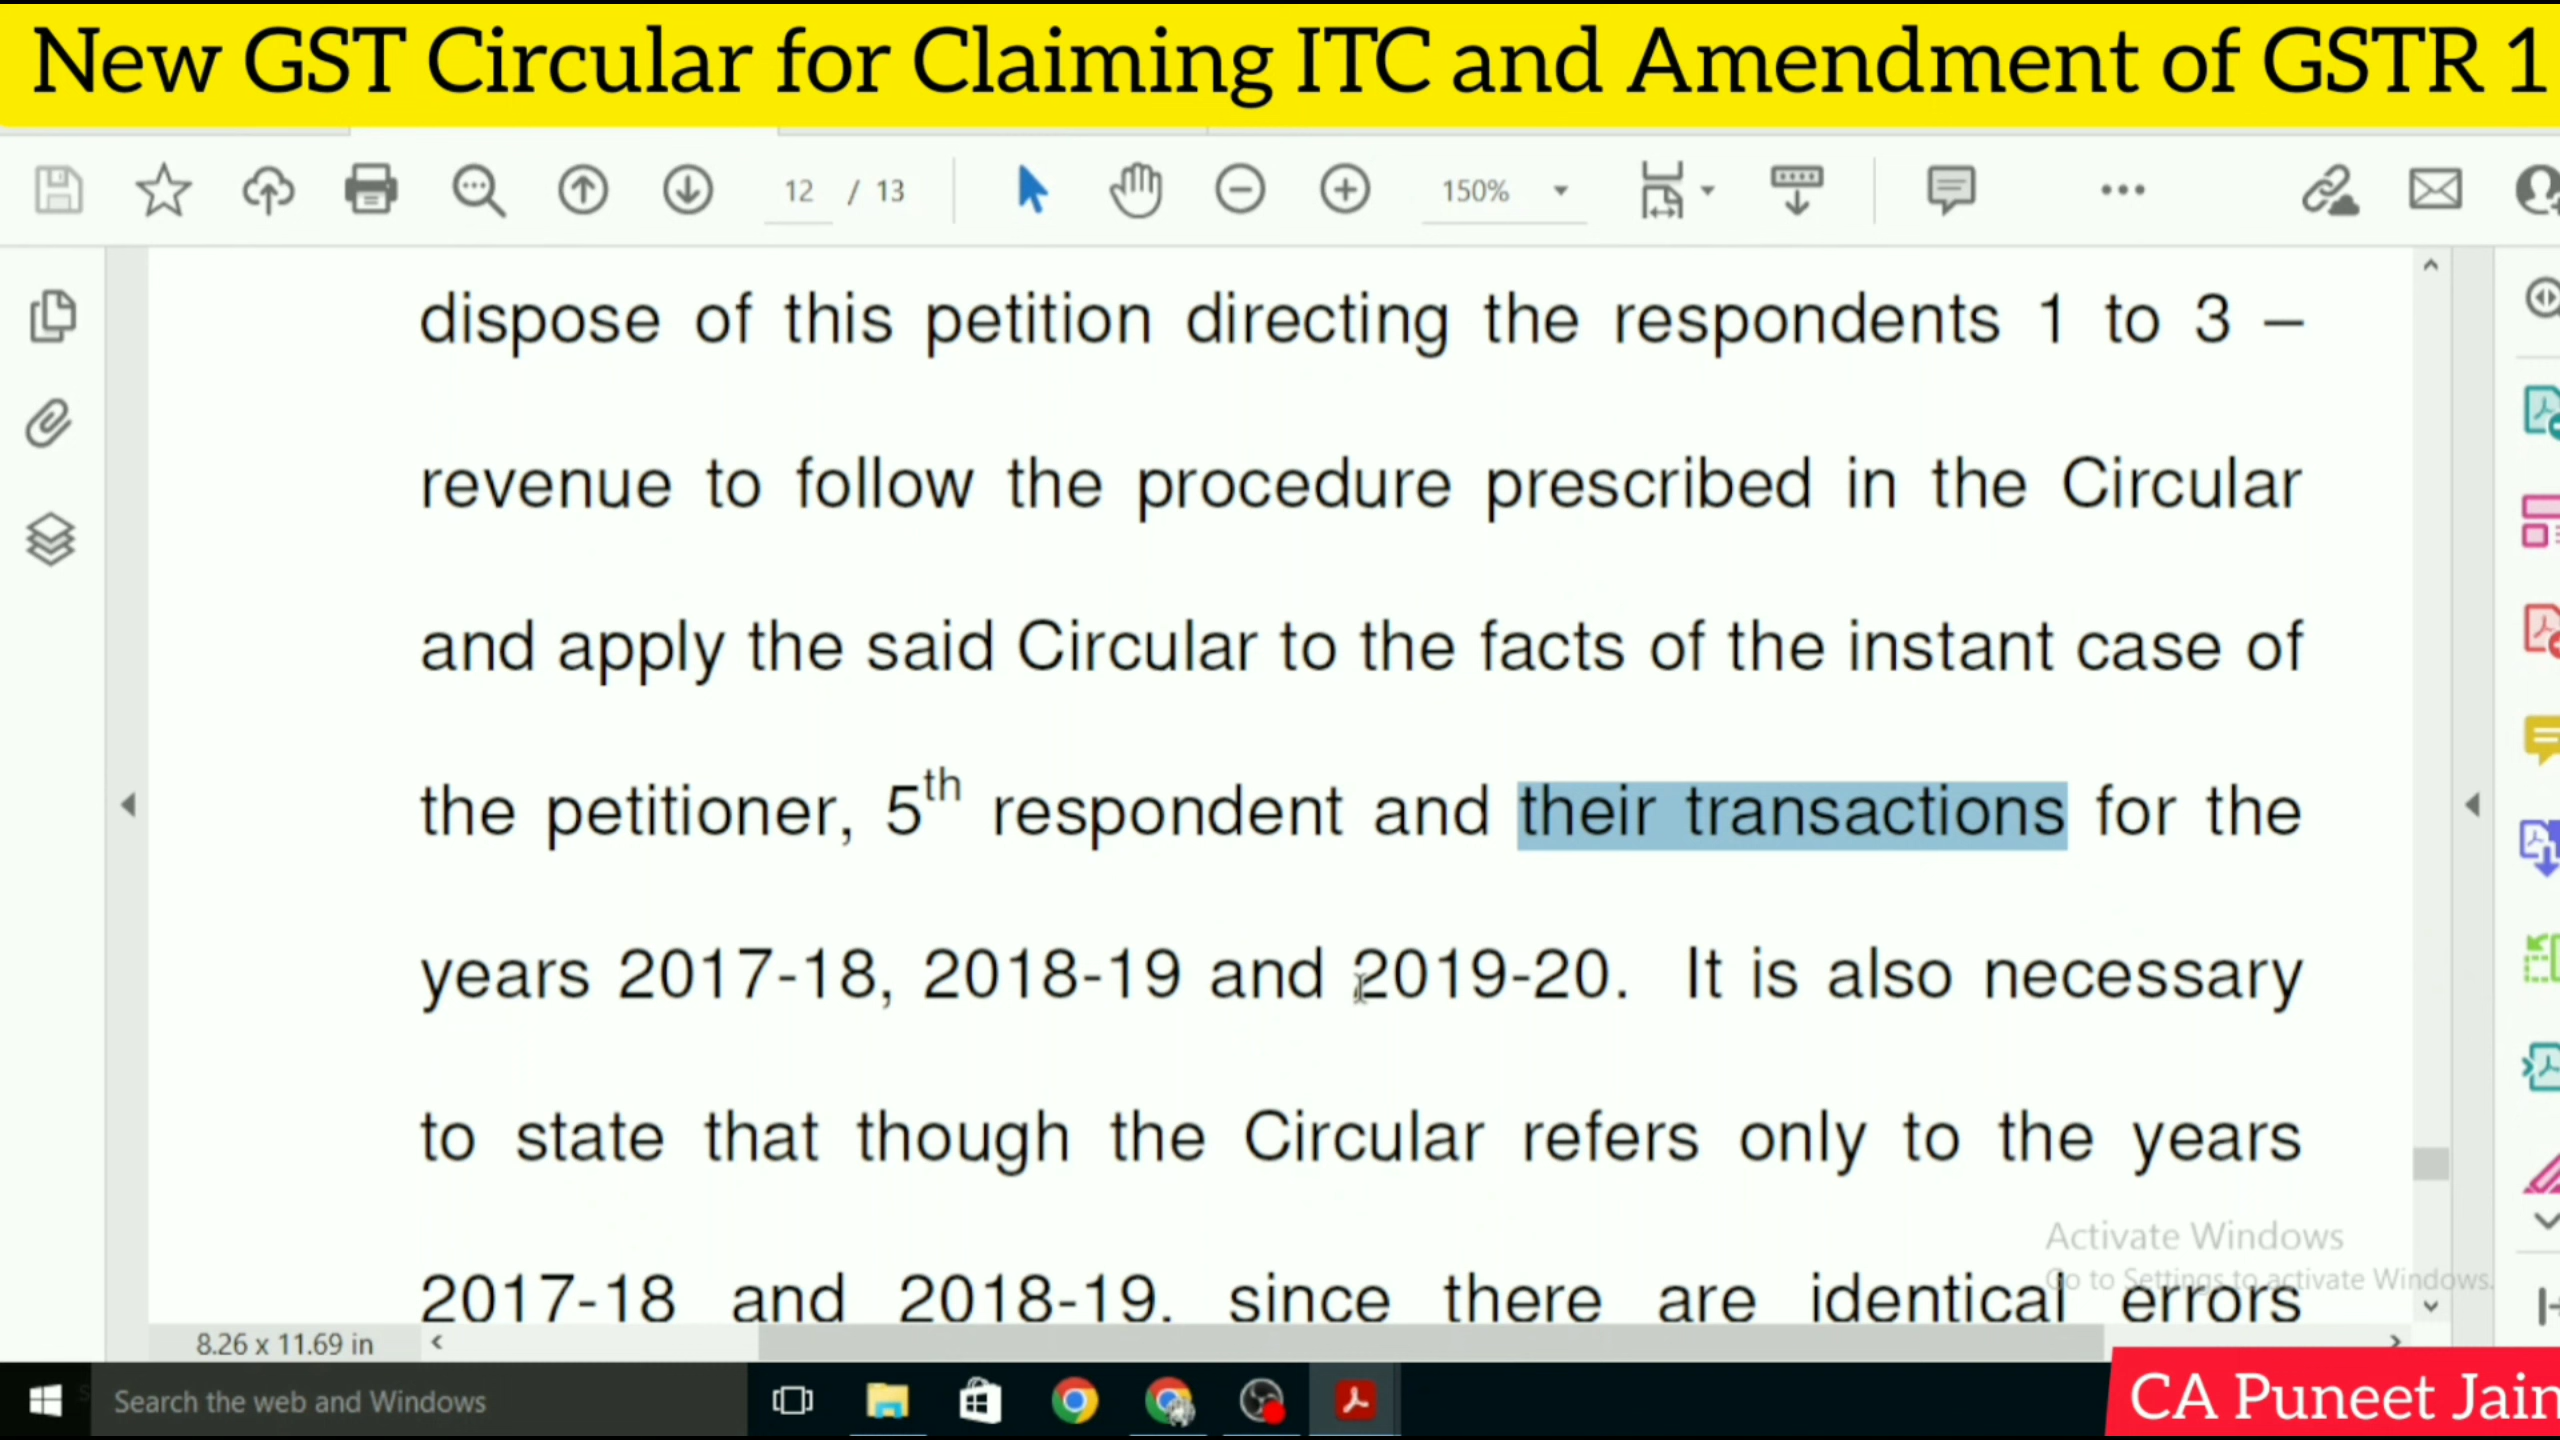 New GST Circular for Claiming ITC and Amendment of GSTR 1
12 / 13
150%
dispose of this petition directing the respondents 1 to 3 –
revenue to follow the procedure prescribed in the Circular
and apply the said Circular to the facts of the instant case of
the petitioner, 5th respondent and their transactions for the
years 2017-18, 2018-19 and 2019-20. It is also necessary
to state that though the Circular refers only to the years
2017-18 and 2018-19, since there are identical errors
Activate Windows
Go to Settings to activate Windows.
8.26 x 11.69 in
Search the web and Windows
CA Puneet Jain